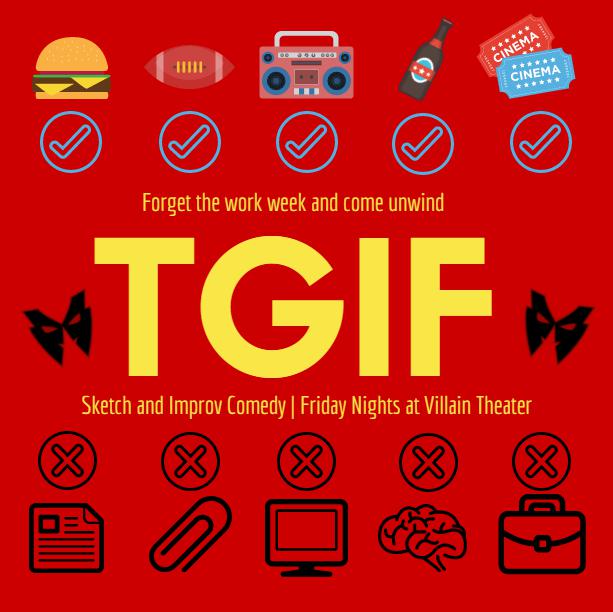 CINEMA
CINEMA
Forget the work week and come unwind
TGIF
Sketch and Improv Comedy | Friday Nights at Villain Theater